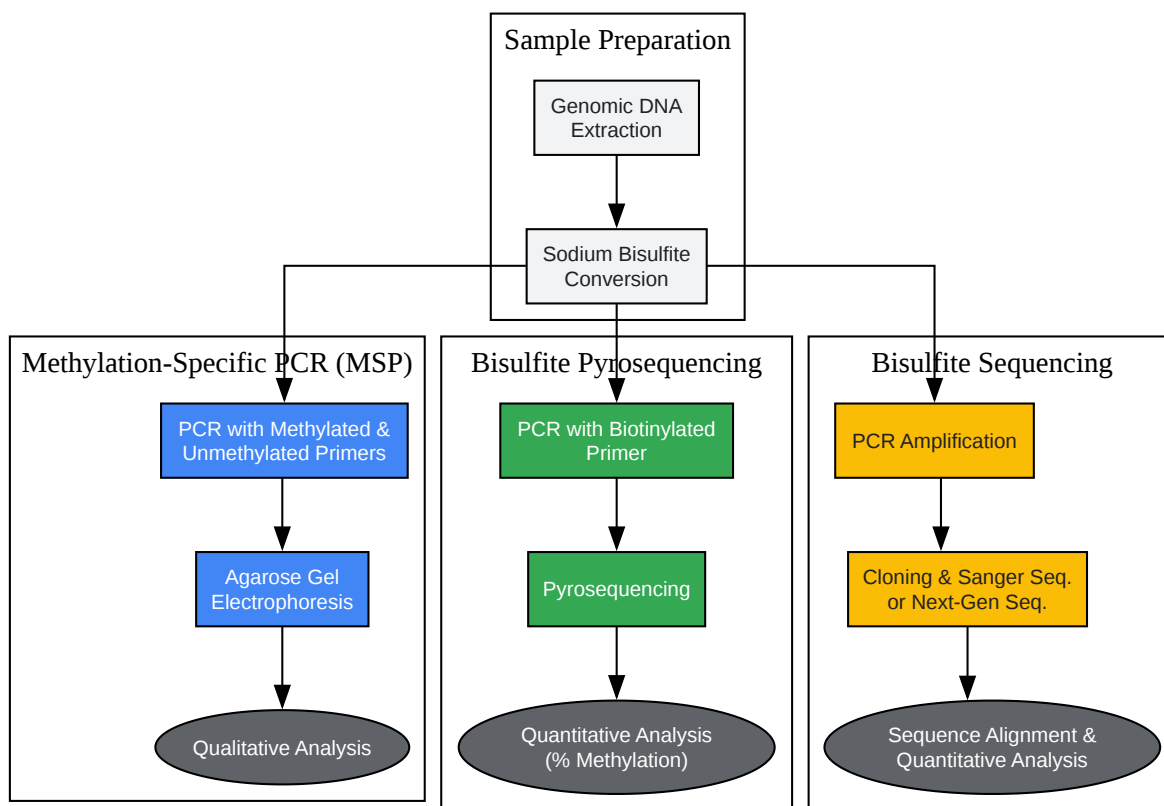 Sample Preparation
Genomic DNA
Extraction
Sodium Bisulfite
Conversion
Methylation-Specific PCR (MSP)
PCR with Methylated &
Unmethylated Primers
Agarose Gel
Electrophoresis
Qualitative Analysis
Bisulfite Pyrosequencing
PCR with Biotinylated
Primer
Pyrosequencing
Quantitative Analysis
(% Methylation)
Bisulfite Sequencing
PCR Amplification
Cloning & Sanger Seq.
or Next-Gen Seq.
Sequence Alignment &
Quantitative Analysis